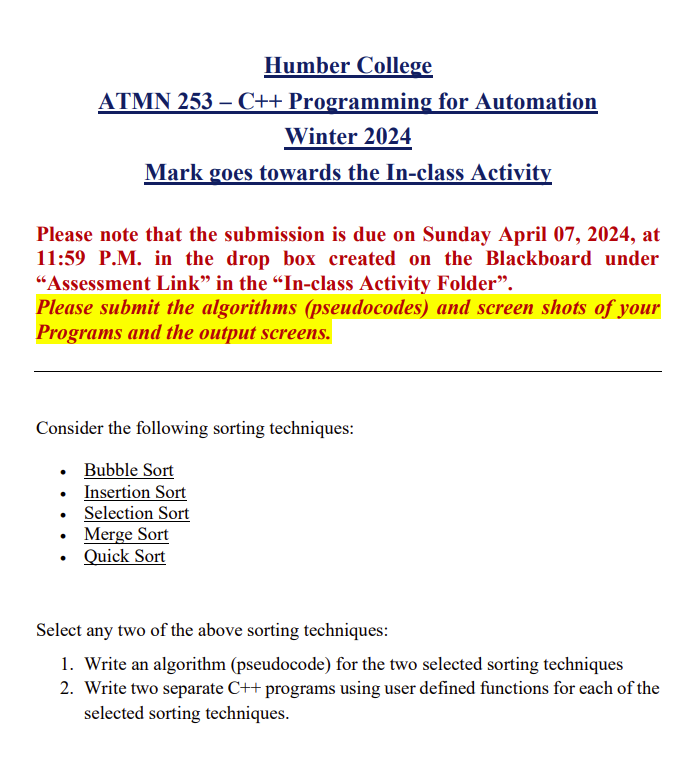 Humber College
ATMN 253 – C++ Programming for Automation
Winter 2024
Mark goes towards the In-class Activity
Please note that the submission is due on Sunday April 07, 2024, at
11:59 P.M. in the drop box created on the Blackboard under
“Assessment Link” in the “In-class Activity Folder”.
Please submit the algorithms (pseudocodes) and screen shots of your
Programs and the output screens.
Consider the following sorting techniques:
• Bubble Sort
• Insertion Sort
• Selection Sort
• Merge Sort
• Quick Sort
Select any two of the above sorting techniques:
1. Write an algorithm (pseudocode) for the two selected sorting techniques
2. Write two separate C++ programs using user defined functions for each of the
selected sorting techniques.